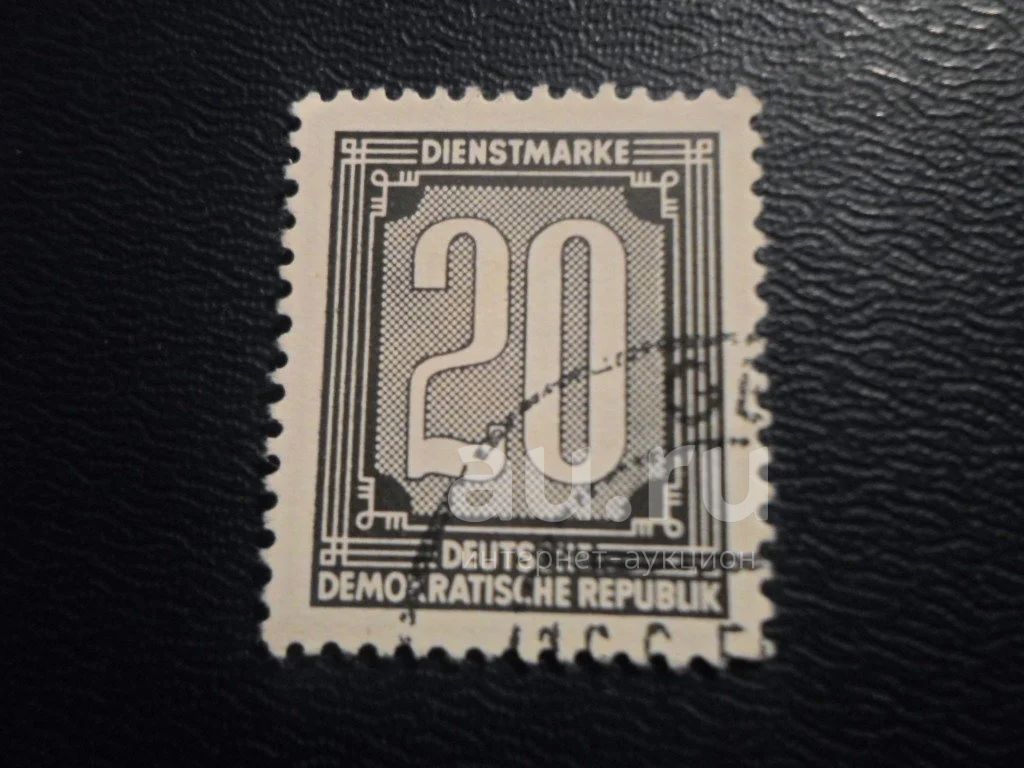 DIENSTMARKE
20
au.ru
DEUTSCHE
интернет-аукцион
DEMOKRATISCHE REPUBLIK